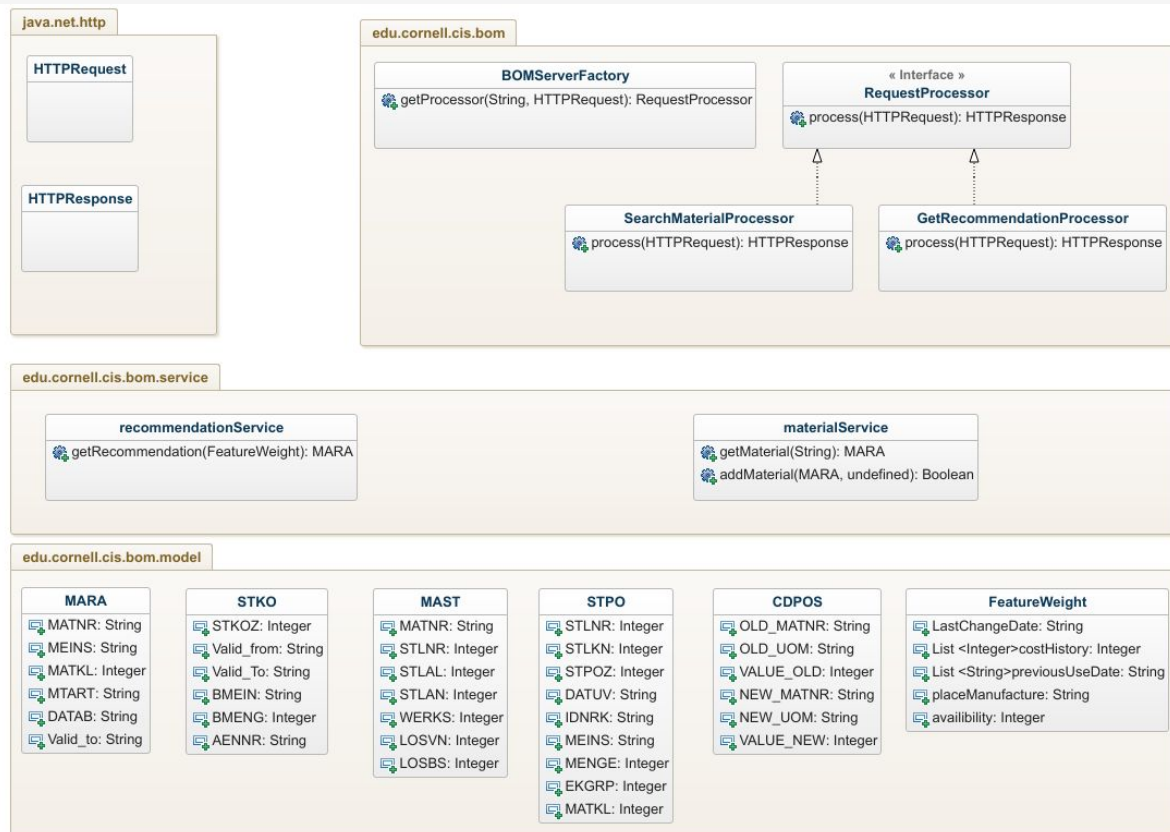 java.net.http
HTTPRequest
HTTPResponse
edu.cornell.cis.bom
BOMServerFactory
getProcessor(String, HTTPRequest): RequestProcessor
« Interface »
RequestProcessor
process(HTTPRequest): HTTPResponse
SearchMaterialProcessor
process(HTTPRequest): HTTPResponse
GetRecommendationProcessor
process(HTTPRequest): HTTPResponse
edu.cornell.cis.bom.service
recommendationService
getRecommendation(FeatureWeight): MARA
materialService
getMaterial(String): MARA
addMaterial(MARA, undefined): Boolean
edu.cornell.cis.bom.model
MARA
MATNR: String
MEINS: String
MATKL: Integer
MTART: String
DATAB: String
Valid_to: String
STKO
STKOZ: Integer
Valid_from: String
Valid_To: String
BMEIN: String
BMENG: Integer
AENNR: String
MAST
MATNR: String
STLNR: Integer
STLAL: Integer
STLAN: Integer
WERKS: Integer
LOSVN: Integer
LOSBS: Integer
STPO
STLNR: Integer
STLKN: Integer
STPOZ: Integer
DATUV: String
IDNRK: String
MEINS: String
MENGE: Integer
EKGRP: Integer
MATKL: Integer
CDPOS
OLD_MATNR: String
OLD_UOM: String
VALUE_OLD: Integer
NEW_MATNR: String
NEW_UOM: String
VALUE_NEW: Integer
FeatureWeight
LastChangeDate: String
List <Integer>costHistory: Integer
List <String>previousUseDate: String
placeManufacture: String
availibility: Integer